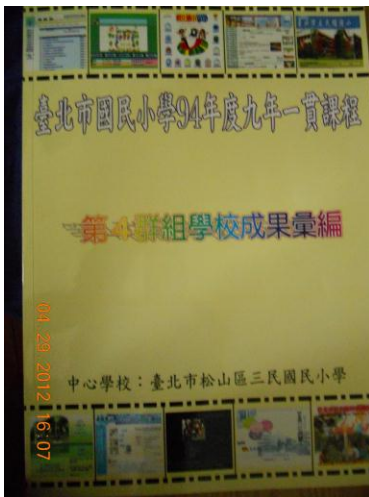 臺北市國民小學94年度九年一貫課程
第4群組學校成果彙編
中心學校：臺北市松山區三民國民小學
04 29 2012 16:07